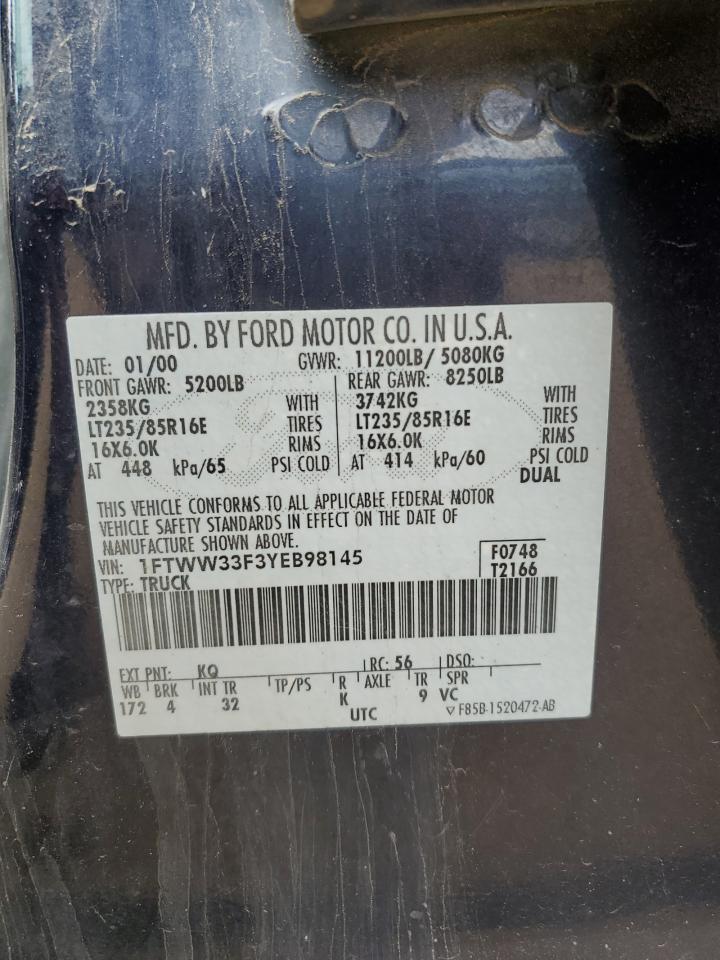 MFD. BY FORD MOTOR CO. IN U.S.A.
DATE: 01/00 GVWR: 11200LB/ 5080KG
FRONT GAWR: 5200LB REAR GAWR: 8250LB
2358KG WITH 3742KG WITH
LT235/85R16E TIRES LT235/85R16E TIRES
16X6.0K RIMS 16X6.0K RIMS
AT 448 kPa/65 PSI COLD AT 414 kPa/60 PSI COLD
DUAL
THIS VEHICLE CONFORMS TO ALL APPLICABLE FEDERAL MOTOR
VEHICLE SAFETY STANDARDS IN EFFECT ON THE DATE OF
MANUFACTURE SHOWN ABOVE.
VIN: 1FTWW33F3YEB98145 F0748
TYPE: TRUCK T2166
EXT PNT: KQ RC: 56 DSO:
WB BRK INT TR TP/PS R AXLE TR SPR
172 4 32 K 9 VC
UTC ▽ F85B-1520472-AB